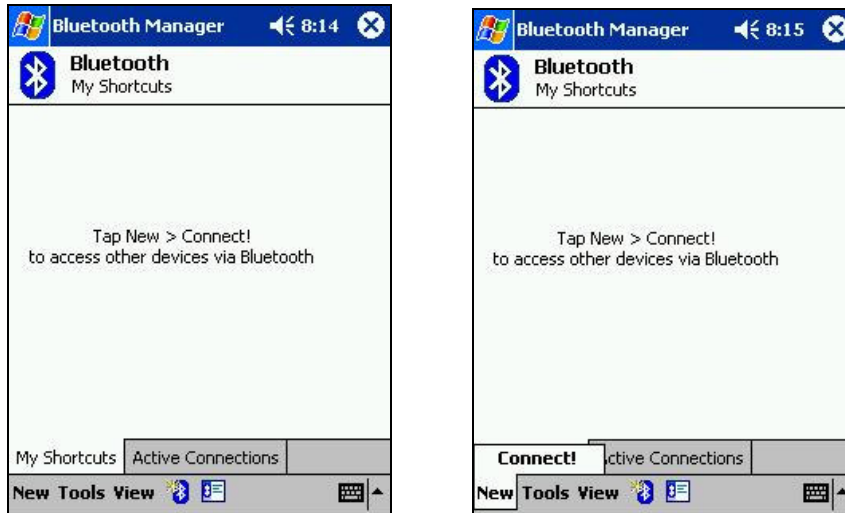 Bluetooth Manager 8:14
Bluetooth
My Shortcuts
Tap New > Connect!
to access other devices via Bluetooth
My Shortcuts Active Connections
New Tools View
Bluetooth Manager 8:15
Bluetooth
My Shortcuts
Tap New > Connect!
to access other devices via Bluetooth
Connect! ctive Connections
New Tools View